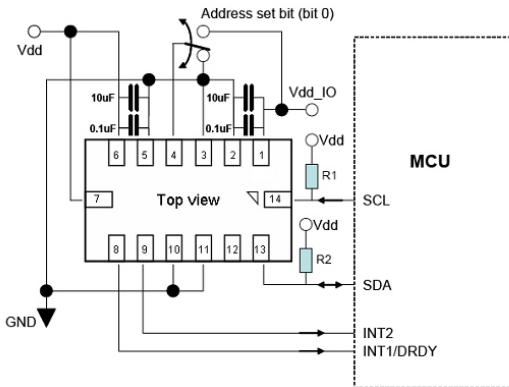 Address set bit (bit 0)
Vdd
Vdd_IO
10uF
10uF
0.1uF
0.1uF
Vdd
MCU
6
5
4
3
2
1
R1
7
Top view
14
SCL
Vdd
8
9
10
11
12
13
R2
SDA
GND
INT2
INT1/DRDY